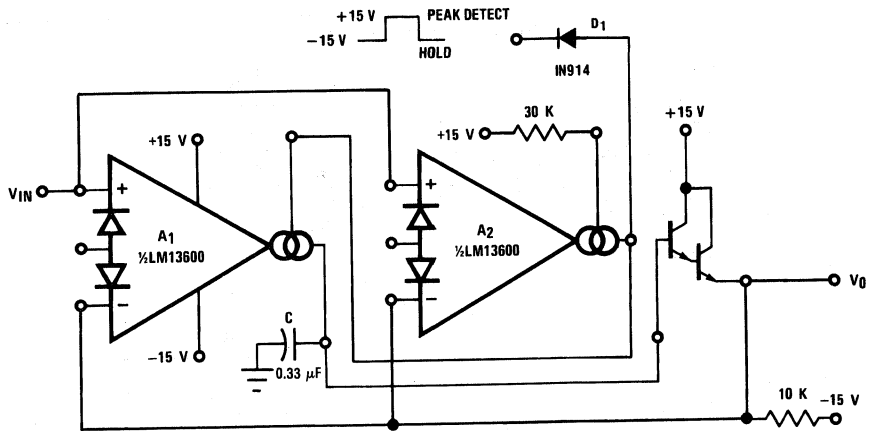 +15 V PEAK DETECT
−15 V HOLD
D1
IN914
+15 V
30 K
+15 V
+15 V
VIN
+
A1
½LM13600
−
−15 V
+
A2
½LM13600
−
VO
C
0.33 μF
10 K −15 V